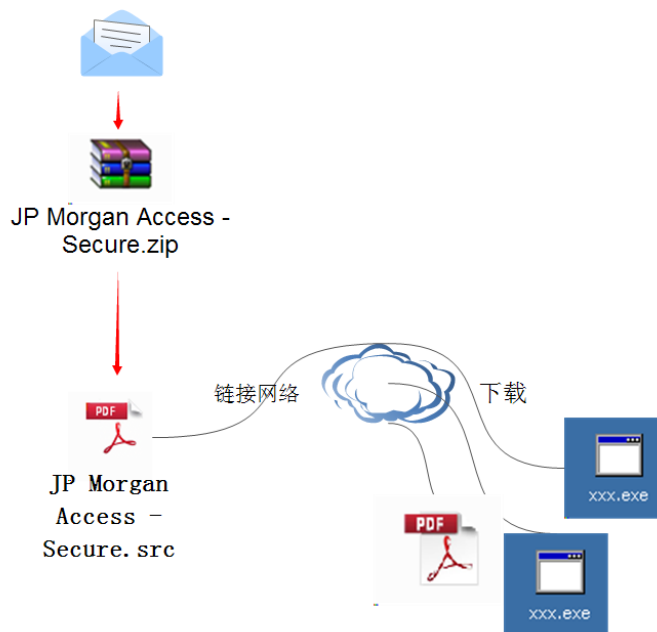 JP Morgan Access -
Secure.zip
链接网络
下载
PDF
JP Morgan
Access -
Secure.src
xxx.exe
PDF
xxx.exe